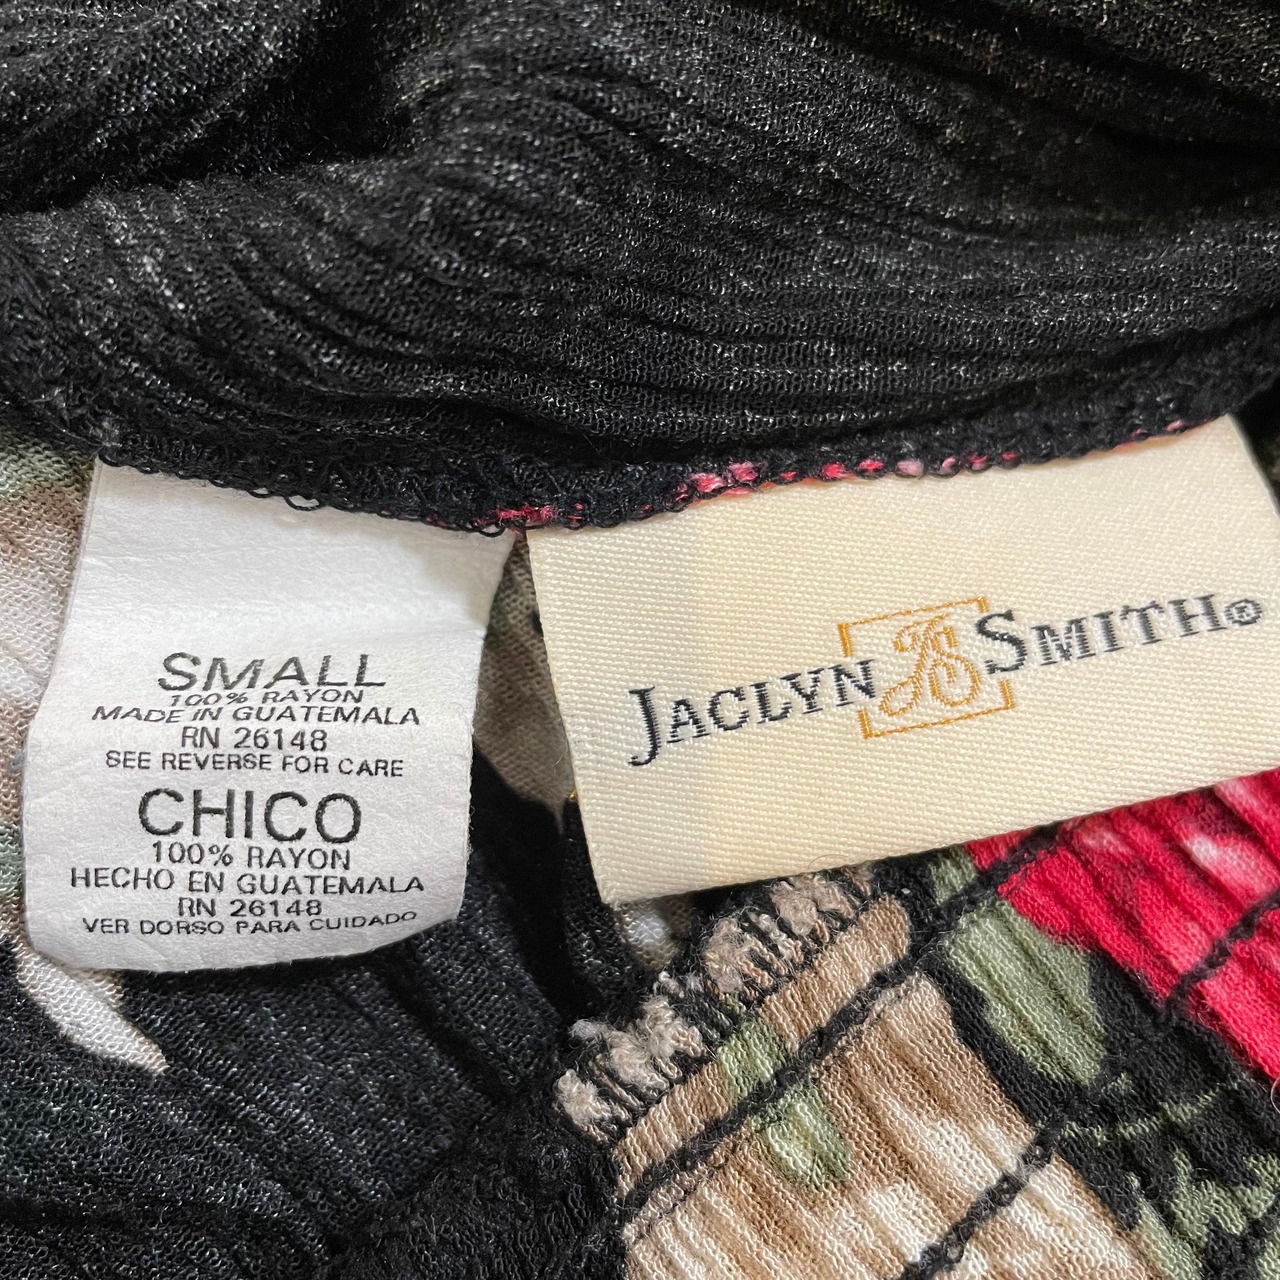 SMALL
100% RAYON
MADE IN GUATEMALA
RN 26148
SEE REVERSE FOR CARE
CHICO
100% RAYON
HECHO EN GUATEMALA
RN 26148
VER DORSO PARA CUIDADO
JACLYN JS SMITH®